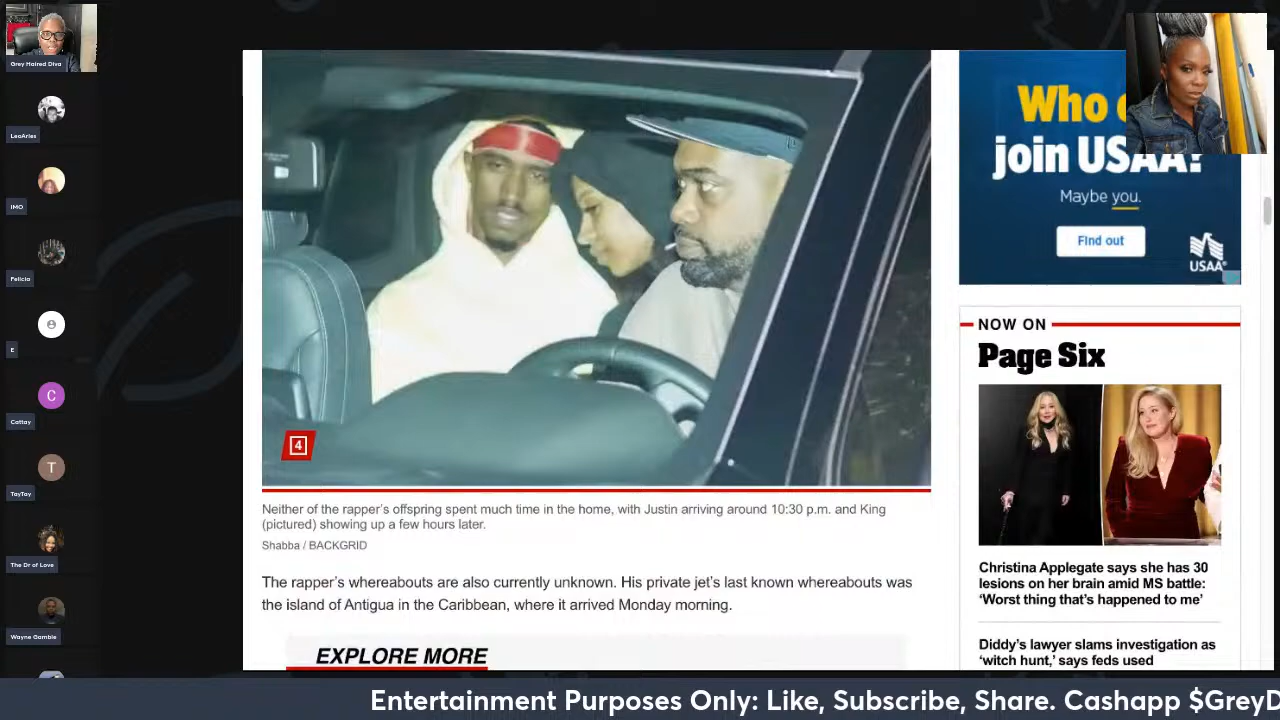 Grey Haired Diva
LeoAries
IMO
Felicia
E
C
Cattay
T
TayTay
The Dr of Love
Wayne Gamble
4
Neither of the rapper's offspring spent much time in the home, with Justin arriving around 10:30 p.m. and King
(pictured) showing up a few hours later.
Shabba / BACKGRID
The rapper's whereabouts are also currently unknown. His private jet's last known whereabouts was
the island of Antigua in the Caribbean, where it arrived Monday morning.
EXPLORE MORE
Who
join USAA?
Maybe you.
Find out
USAA
NOW ON
Page Six
Christina Applegate says she has 30
lesions on her brain amid MS battle:
'Worst thing that's happened to me'
Diddy's lawyer slams investigation as
'witch hunt,' says feds used
Entertainment Purposes Only: Like, Subscribe, Share. Cashapp $GreyD